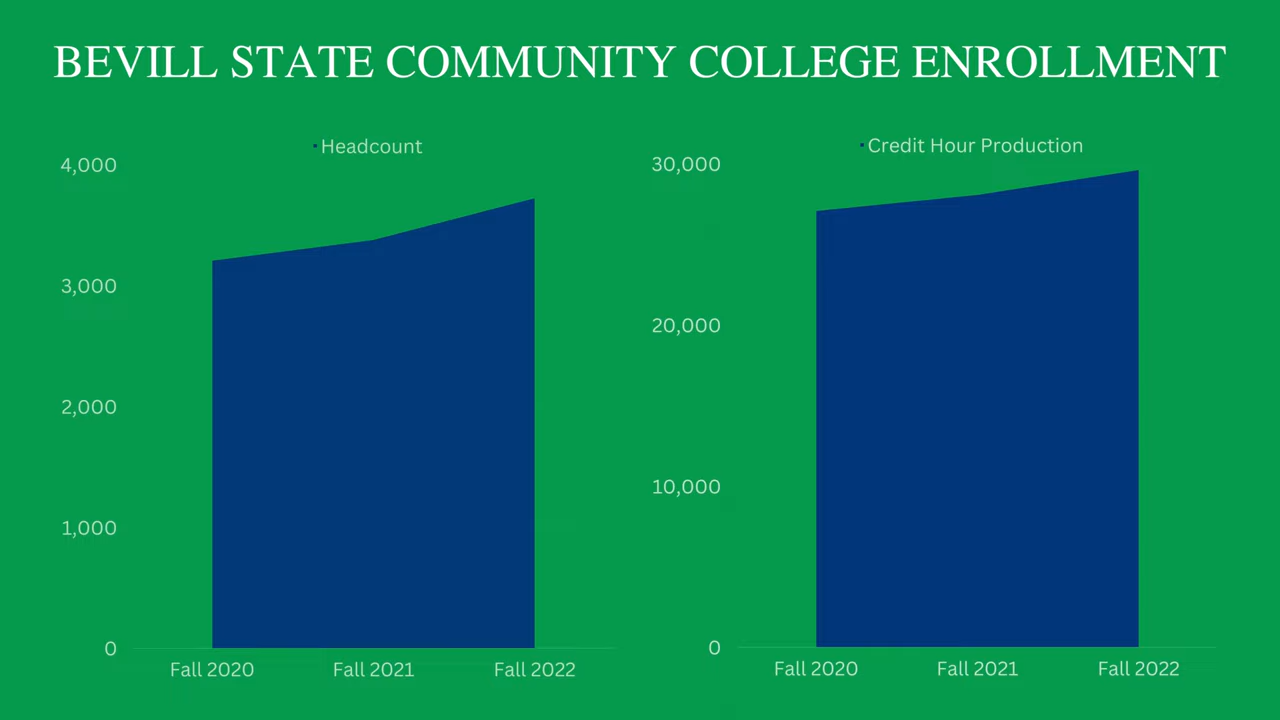 BEVILL STATE COMMUNITY COLLEGE ENROLLMENT
Headcount
4,000
3,000
2,000
1,000
0
Fall 2020 Fall 2021 Fall 2022
Credit Hour Production
30,000
20,000
10,000
0
Fall 2020 Fall 2021 Fall 2022